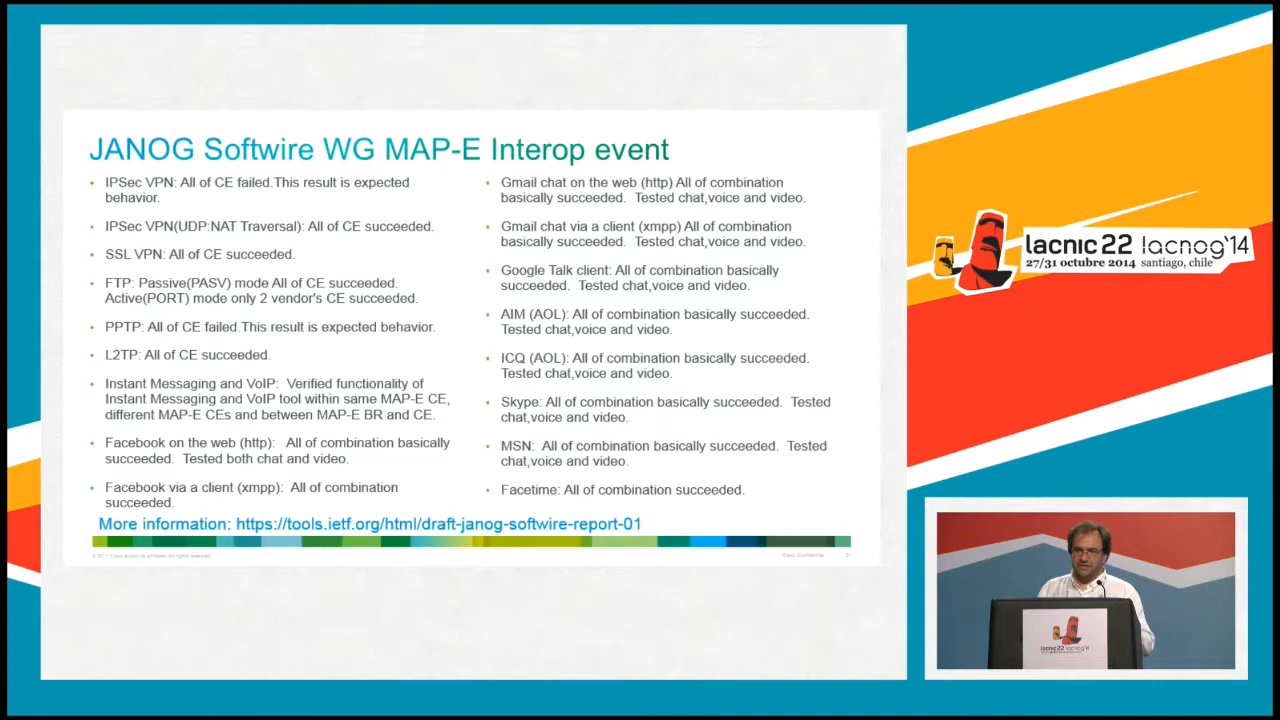 JANOG Softwire WG MAP-E Interop event
• IPSec VPN: All of CE failed.This result is expected
behavior.
• IPSec VPN(UDP:NAT Traversal): All of CE succeeded.
• SSL VPN: All of CE succeeded.
• FTP: Passive(PASV) mode All of CE succeeded.
Active(PORT) mode only 2 vendor's CE succeeded.
• PPTP: All of CE failed.This result is expected behavior.
• L2TP: All of CE succeeded.
• Instant Messaging and VoIP: Verified functionality of
Instant Messaging and VoIP tool within same MAP-E CE,
different MAP-E CEs and between MAP-E BR and CE.
• Facebook on the web (http): All of combination basically
succeeded. Tested both chat and video.
• Facebook via a client (xmpp): All of combination
succeeded.
• Gmail chat on the web (http) All of combination
basically succeeded. Tested chat,voice and video.
• Gmail chat via a client (xmpp) All of combination
basically succeeded. Tested chat,voice and video.
• Google Talk client: All of combination basically
succeeded. Tested chat,voice and video.
• AIM (AOL): All of combination basically succeeded.
Tested chat,voice and video.
• ICQ (AOL): All of combination basically succeeded.
Tested chat,voice and video.
• Skype: All of combination basically succeeded. Tested
chat,voice and video.
• MSN: All of combination basically succeeded. Tested
chat,voice and video.
• Facetime: All of combination succeeded.
More information: https://tools.ietf.org/html/draft-janog-softwire-report-01
Cisco Confidential
lacnic 22 lacnog'14
27/31 octubre 2014 santiago, chile
lacnic 22 lacnog'14